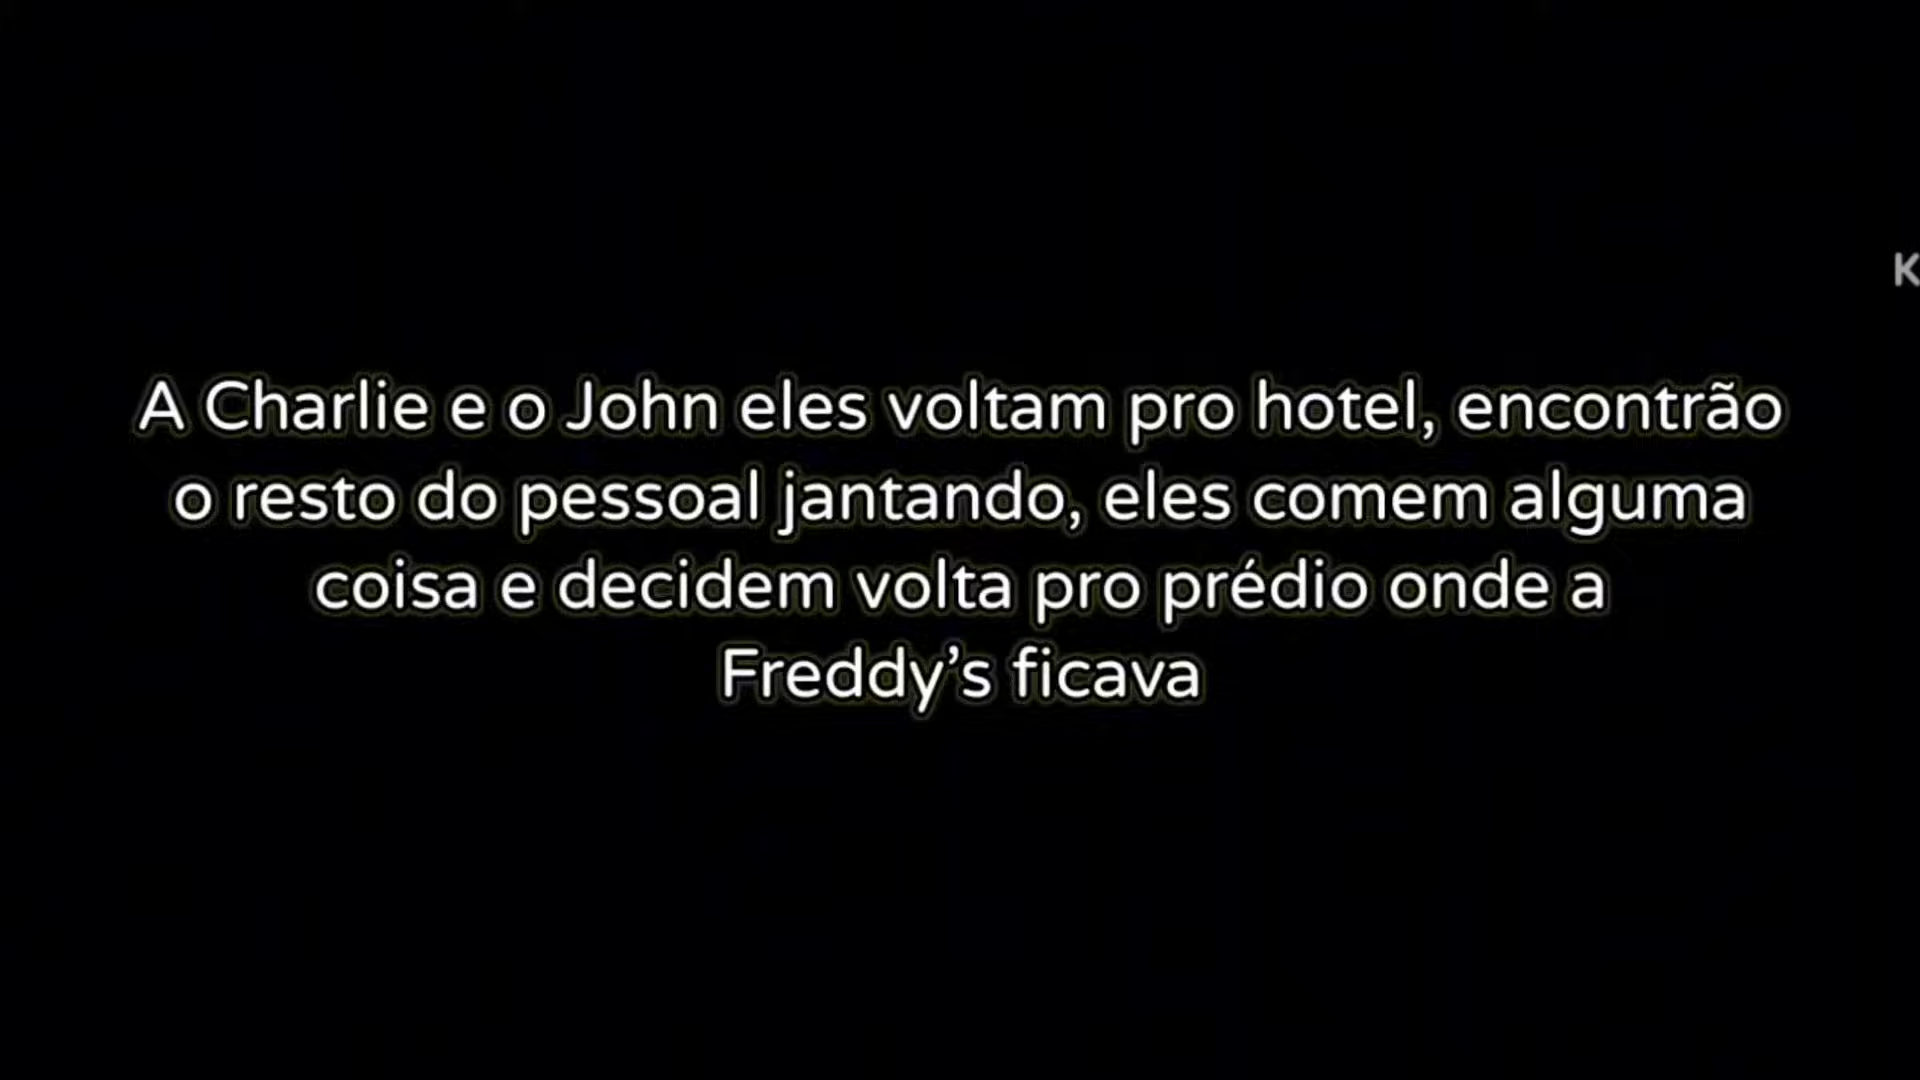 K
A Charlie e o John eles voltam pro hotel, encontrão
o resto do pessoal jantando, eles comem alguma
coisa e decidem volta pro prédio onde a
Freddy’s ficava